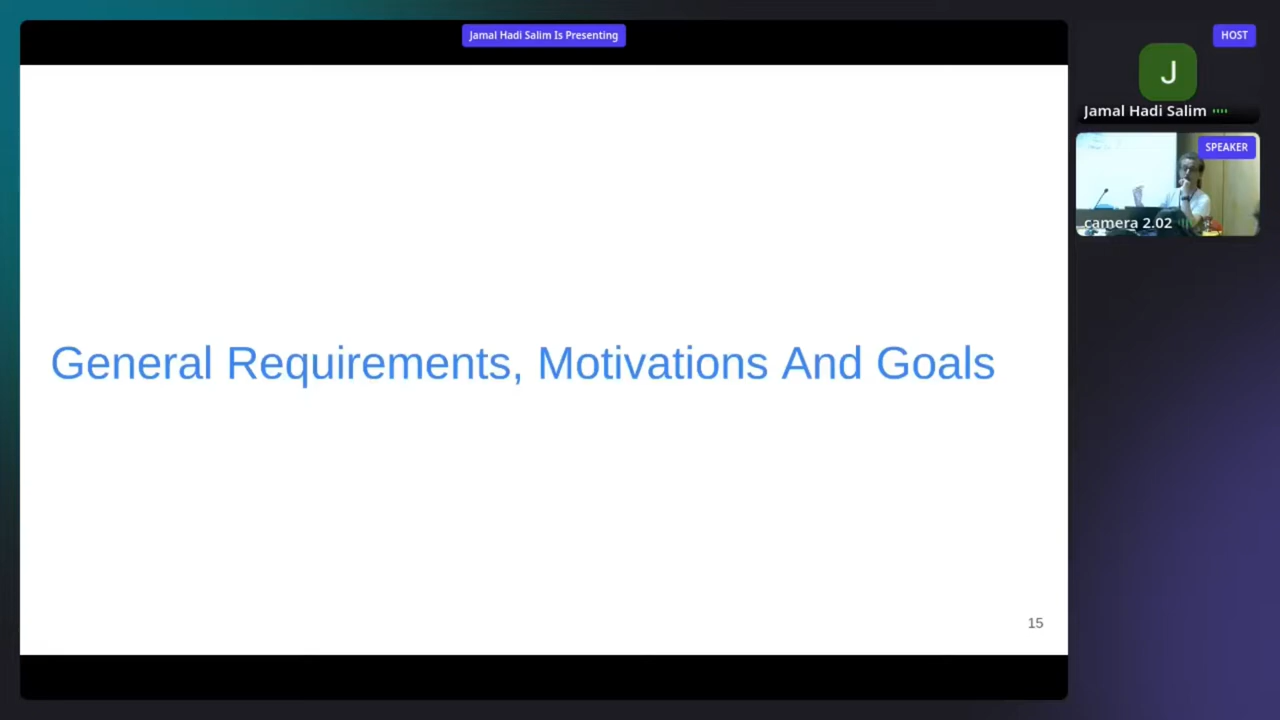 Jamal Hadi Salim Is Presenting
HOST
J
Jamal Hadi Salim
SPEAKER
camera 2.02
General Requirements, Motivations And Goals
15